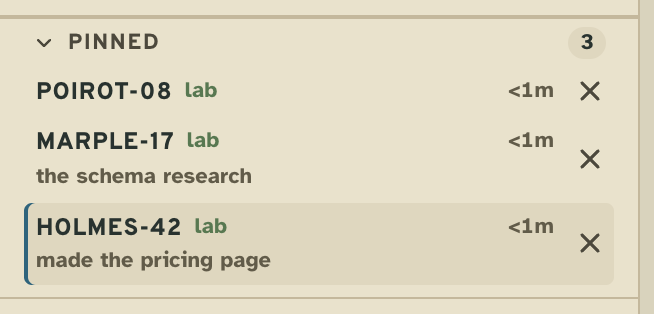 PINNED 3
POIROT-08 lab <1m
MARPLE-17 lab <1m
the schema research
HOLMES-42 lab <1m
made the pricing page